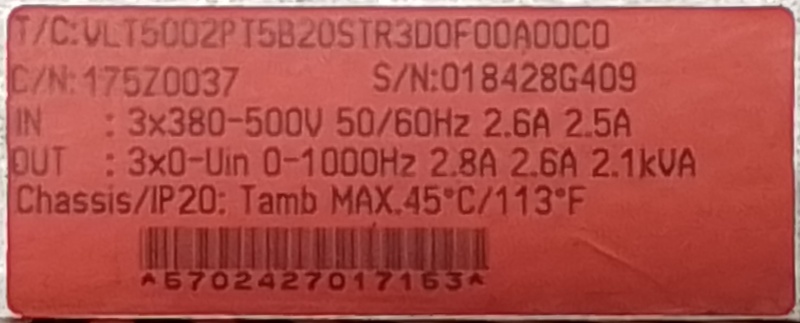 T/C:VLT5002PT5B20STR3D0F00A00C0
C/N:175Z0037 S/N:018428G409
IN : 3x380-500V 50/60Hz 2.6A 2.5A
OUT : 3x0-Uin 0-1000Hz 2.8A 2.6A 2.1kVA
Chassis/IP20: Tamb MAX.45°C/113°F
*5702427017163*